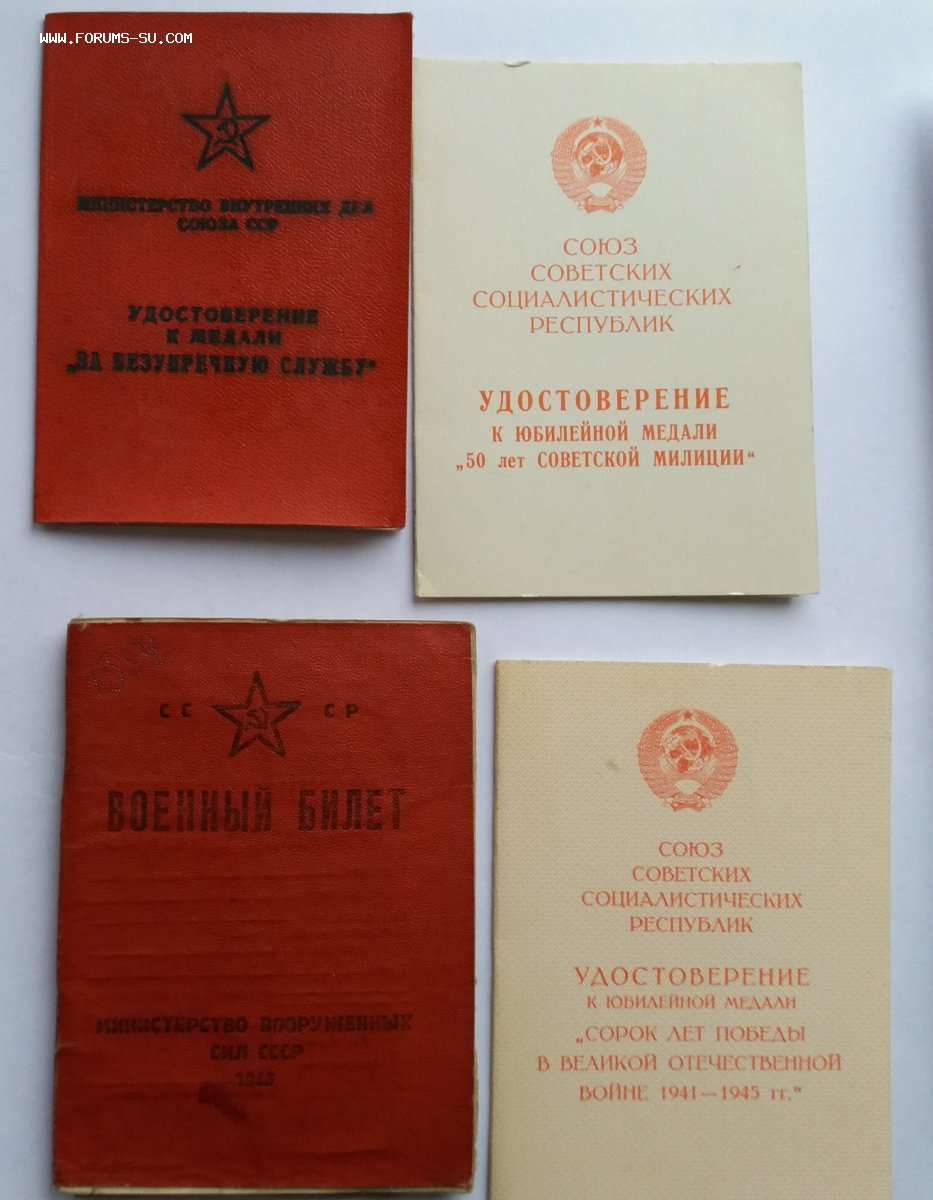 www.forums-su.com
МИНИСТЕРСТВО ВНУТРЕННИХ ДЕЛ
СОЮЗА ССР
УДОСТОВЕРЕНИЕ
К МЕДАЛИ
„ЗА БЕЗУПРЕЧНУЮ СЛУЖБУ“
СОЮЗ
СОВЕТСКИХ
СОЦИАЛИСТИЧЕСКИХ
РЕСПУБЛИК
УДОСТОВЕРЕНИЕ
К ЮБИЛЕЙНОЙ МЕДАЛИ
„50 лет СОВЕТСКОЙ МИЛИЦИИ“
СС СР
ВОЕННЫЙ БИЛЕТ
МИНИСТЕРСТВО ВООРУЖЕННЫХ
СИЛ СССР
СОЮЗ
СОВЕТСКИХ
СОЦИАЛИСТИЧЕСКИХ
РЕСПУБЛИК
УДОСТОВЕРЕНИЕ
К ЮБИЛЕЙНОЙ МЕДАЛИ
„СОРОК ЛЕТ ПОБЕДЫ
В ВЕЛИКОЙ ОТЕЧЕСТВЕННОЙ
ВОЙНЕ 1941—1945 гг.“